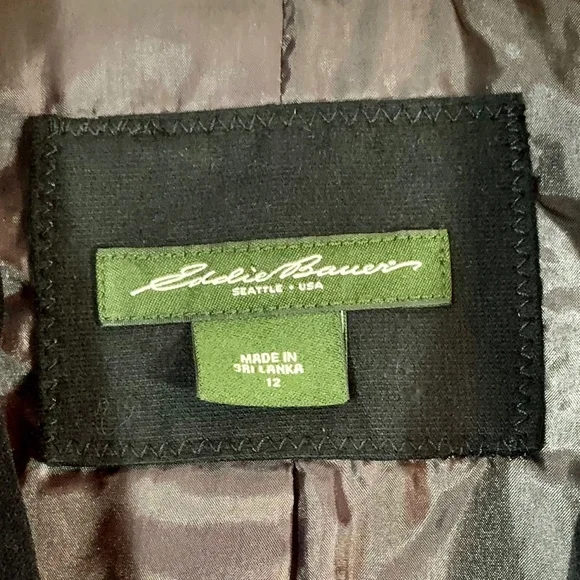 Eddie Bauer
SEATTLE • USA
MADE IN
SRI LANKA
12